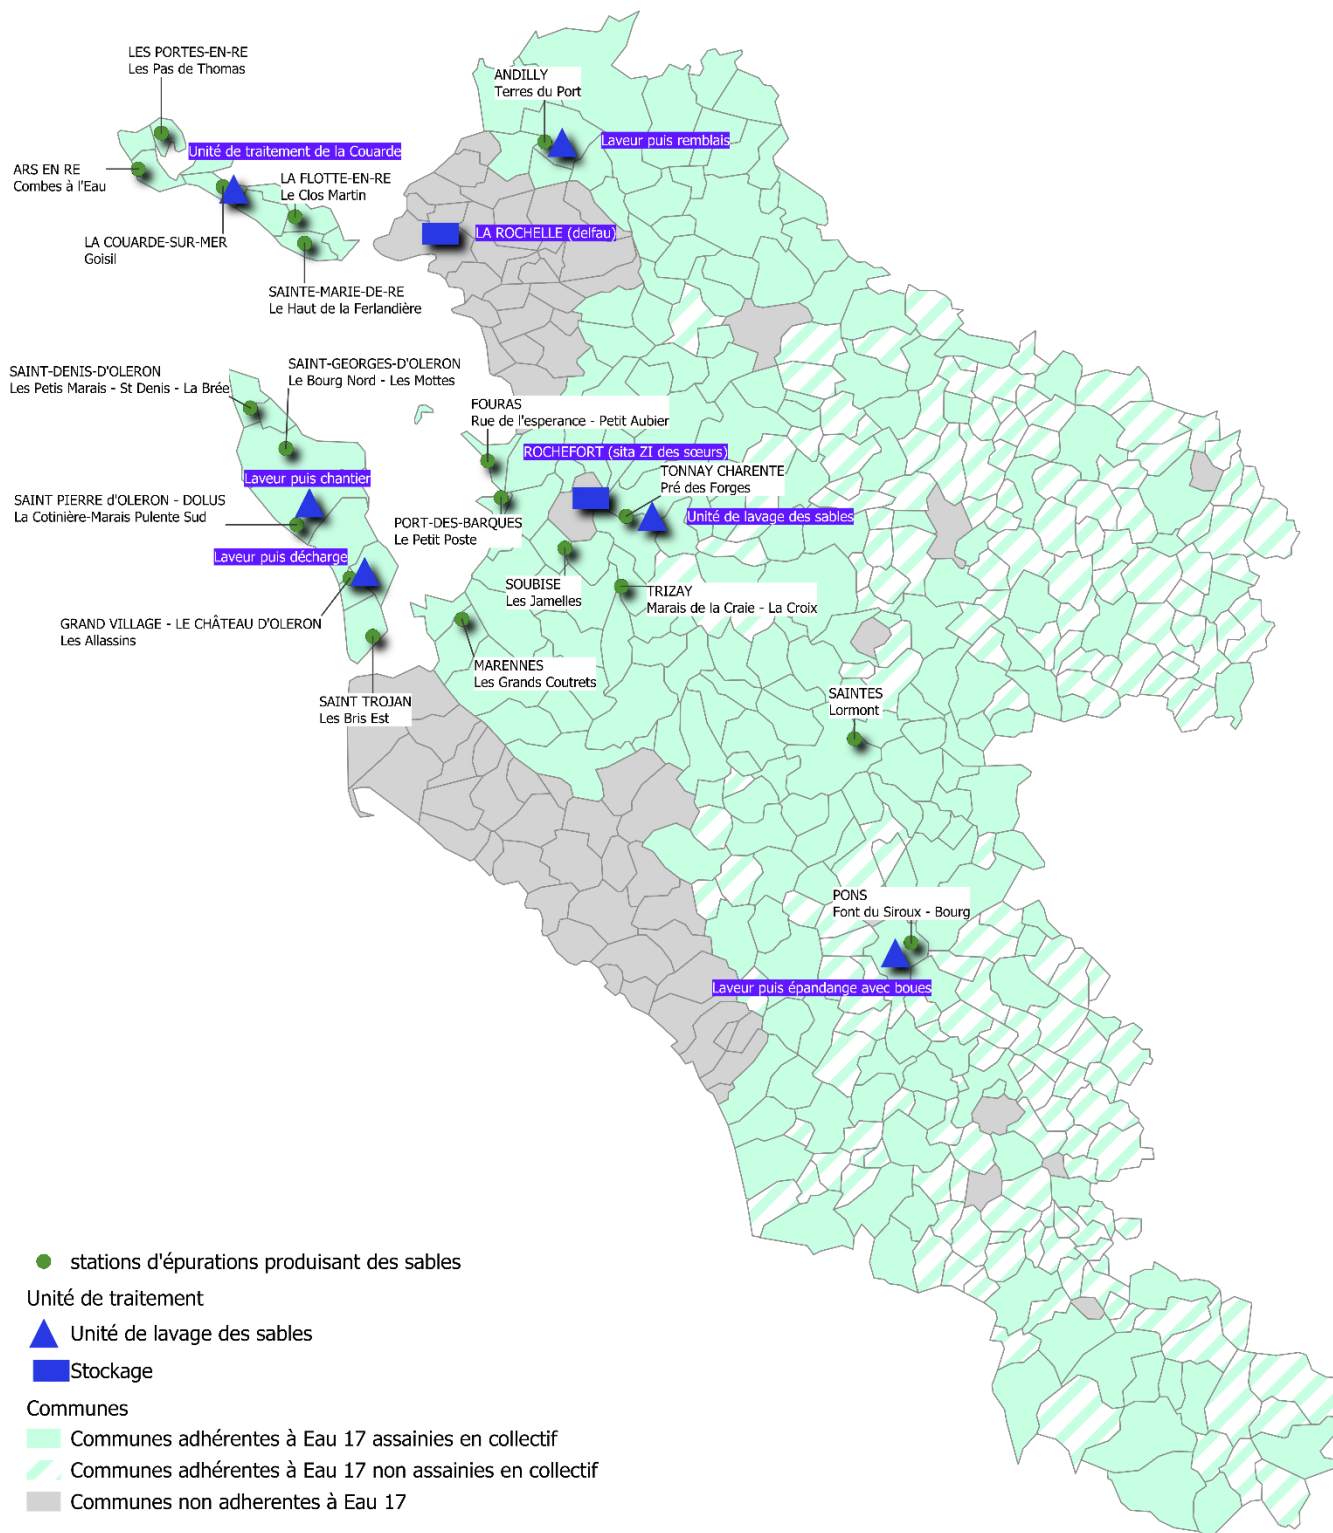 LES PORTES-EN-RE
Les Pas de Thomas
ANDILLY
Terres du Port
Laveur puis remblais
Unité de traitement de la Couarde
ARS EN RE
Combes à l'Eau
LA FLOTTE-EN-RE
Le Clos Martin
LA COUARDE-SUR-MER
Goisil
LA ROCHELLE (delfau)
SAINTE-MARIE-DE-RE
Le Haut de la Ferlandière
SAINT-DENIS-D'OLERON
Les Petis Marais - St Denis - La Brée
SAINT-GEORGES-D'OLERON
Le Bourg Nord - Les Mottes
FOURAS
Rue de l'esperance - Petit Aubier
ROCHEFORT (sita ZI des sœurs)
TONNAY CHARENTE
Pré des Forges
Laveur puis chantier
SAINT PIERRE d'OLERON - DOLUS
La Cotinière-Marais Pulente Sud
PORT-DES-BARQUES
Le Petit Poste
Unité de lavage des sables
Laveur puis décharge
SOUBISE
Les Jamelles
TRIZAY
Marais de la Craie - La Croix
GRAND VILLAGE - LE CHÂTEAU D'OLERON
Les Allassins
MARENNES
Les Grands Coutrets
SAINT TROJAN
Les Bris Est
SAINTES
Lormont
PONS
Font du Siroux - Bourg
Laveur puis épandange avec boues
stations d'épurations produisant des sables
Unité de traitement
Unité de lavage des sables
Stockage
Communes
Communes adhérentes à Eau 17 assainies en collectif
Communes adhérentes à Eau 17 non assainies en collectif
Communes non adherentes à Eau 17